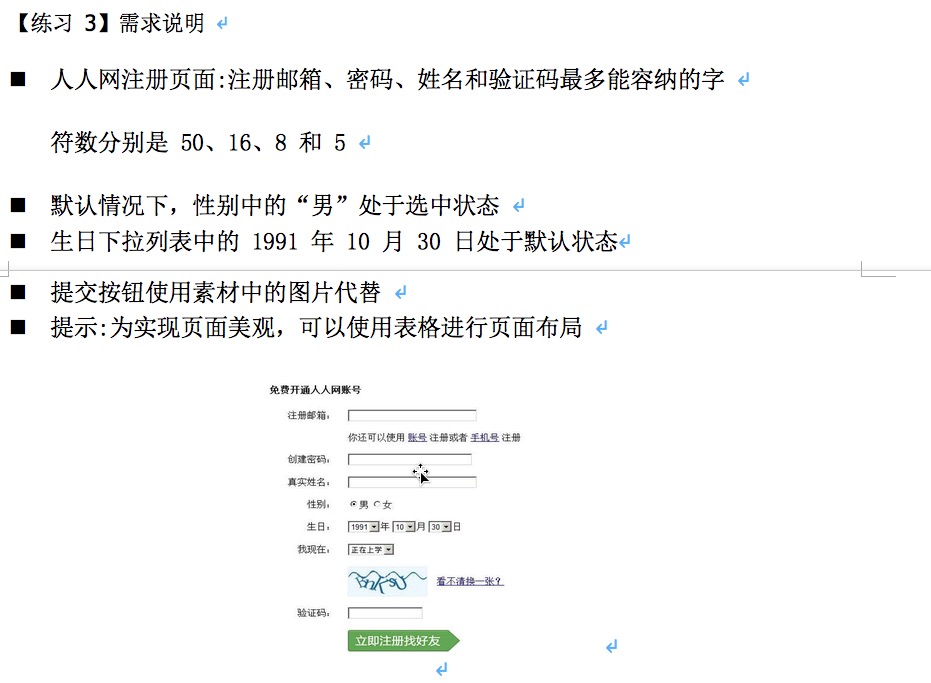 【练习 3】需求说明
■ 人人网注册页面:注册邮箱、密码、姓名和验证码最多能容纳的字
符数分别是 50、16、8 和 5
■ 默认情况下，性别中的“男”处于选中状态
■ 生日下拉列表中的 1991 年 10 月 30 日处于默认状态
■ 提交按钮使用素材中的图片代替
■ 提示:为实现页面美观，可以使用表格进行页面布局
免费开通人人网账号
注册邮箱:
你还可以使用 账号 注册或者 手机号 注册
创建密码:
真实姓名:
性别: 男 女
生日: 1991 年 10 月 30 日
我现在: 正在上学
看不清换一张?
验证码:
立即注册找好友